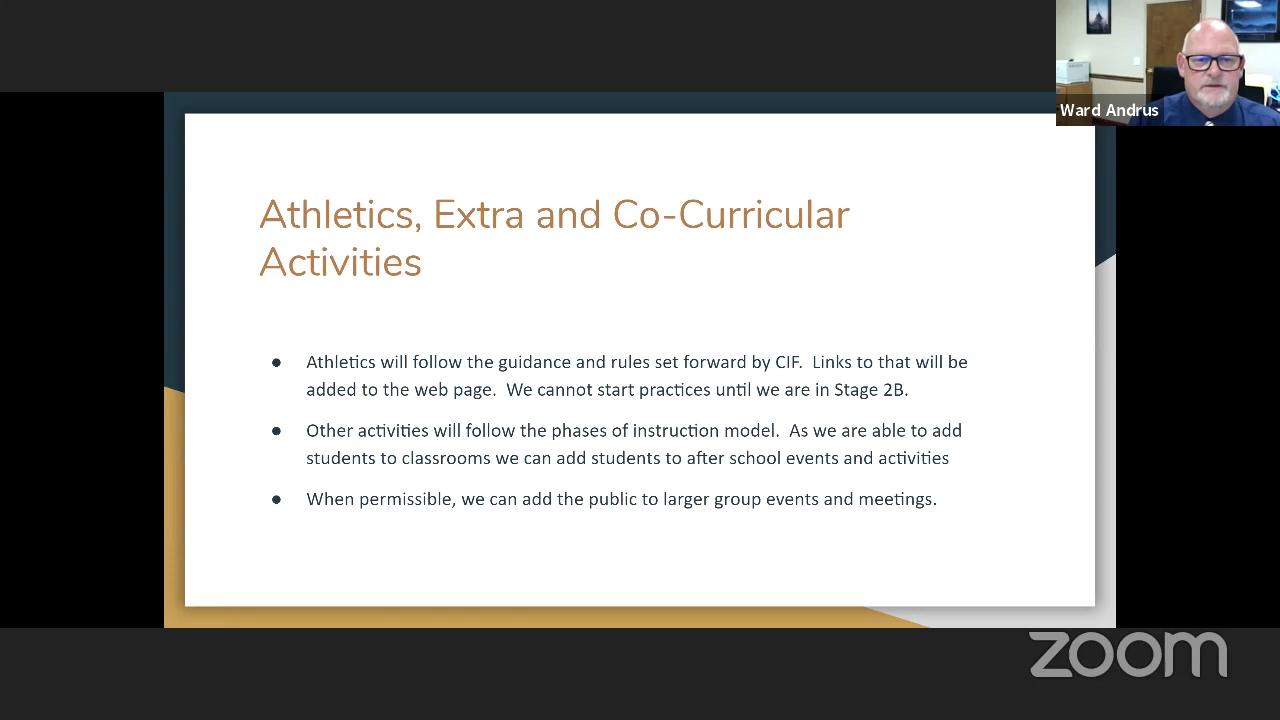 Ward Andrus
Athletics, Extra and Co-Curricular
Activities
● Athletics will follow the guidance and rules set forward by CIF.  Links to that will be
added to the web page.  We cannot start practices until we are in Stage 2B.
● Other activities will follow the phases of instruction model.  As we are able to add
students to classrooms we can add students to after school events and activities
● When permissible, we can add the public to larger group events and meetings.
zoom